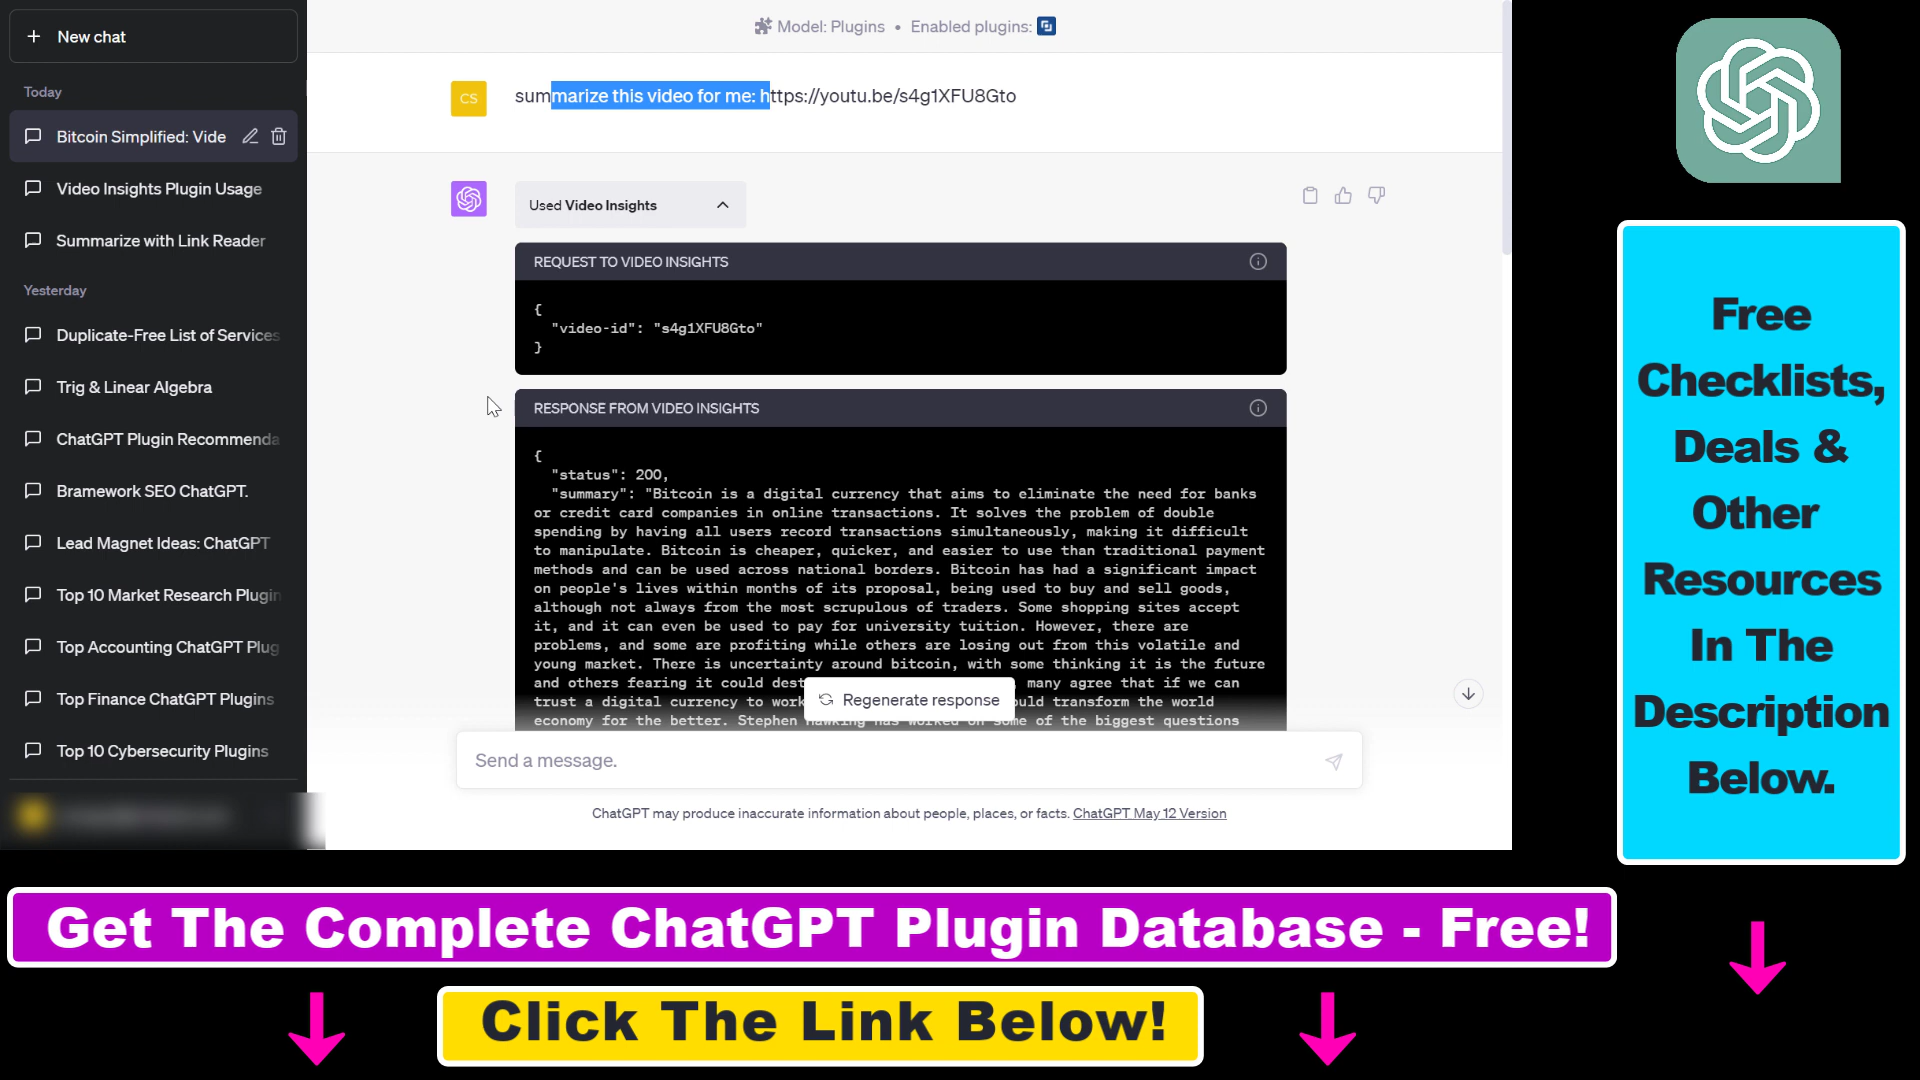 New chat
Today
Bitcoin Simplified: Vide
Video Insights Plugin Usage
Summarize with Link Reader
Yesterday
Duplicate-Free List of Services
Trig & Linear Algebra
ChatGPT Plugin Recommenda
Bramework SEO ChatGPT.
Lead Magnet Ideas: ChatGPT
Top 10 Market Research Plugin
Top Accounting ChatGPT Plug
Top Finance ChatGPT Plugins
Top 10 Cybersecurity Plugins
Model: Plugins • Enabled plugins:
CS
summarize this video for me: https://youtu.be/s4g1XFU8Gto
Used Video Insights
REQUEST TO VIDEO INSIGHTS
{
"video-id": "s4g1XFU8Gto"
}
RESPONSE FROM VIDEO INSIGHTS
{
"status": 200,
"summary": "Bitcoin is a digital currency that aims to eliminate the need for banks
or credit card companies in online transactions. It solves the problem of double
spending by having all users record transactions simultaneously, making it difficult
to manipulate. Bitcoin is cheaper, quicker, and easier to use than traditional payment
methods and can be used across national borders. Bitcoin has had a significant impact
on people's lives within months of its proposal, being used to buy and sell goods,
although not always from the most scrupulous of traders. Some shopping sites accept
it, and it can even be used to pay for university tuition. However, there are
problems, and some are profiting while others are losing out from this volatile and
young market. There is uncertainty around bitcoin, with some thinking it is the future
and others fearing it could dest many agree that if we can
trust a digital currency to work ould transform the world
economy for the better. Stephen Hawking has worked on some of the biggest questions
Regenerate response
Send a message.
ChatGPT may produce inaccurate information about people, places, or facts. ChatGPT May 12 Version
Free
Checklists,
Deals &
Other
Resources
In The
Description
Below.
Get The Complete ChatGPT Plugin Database - Free!
Click The Link Below!